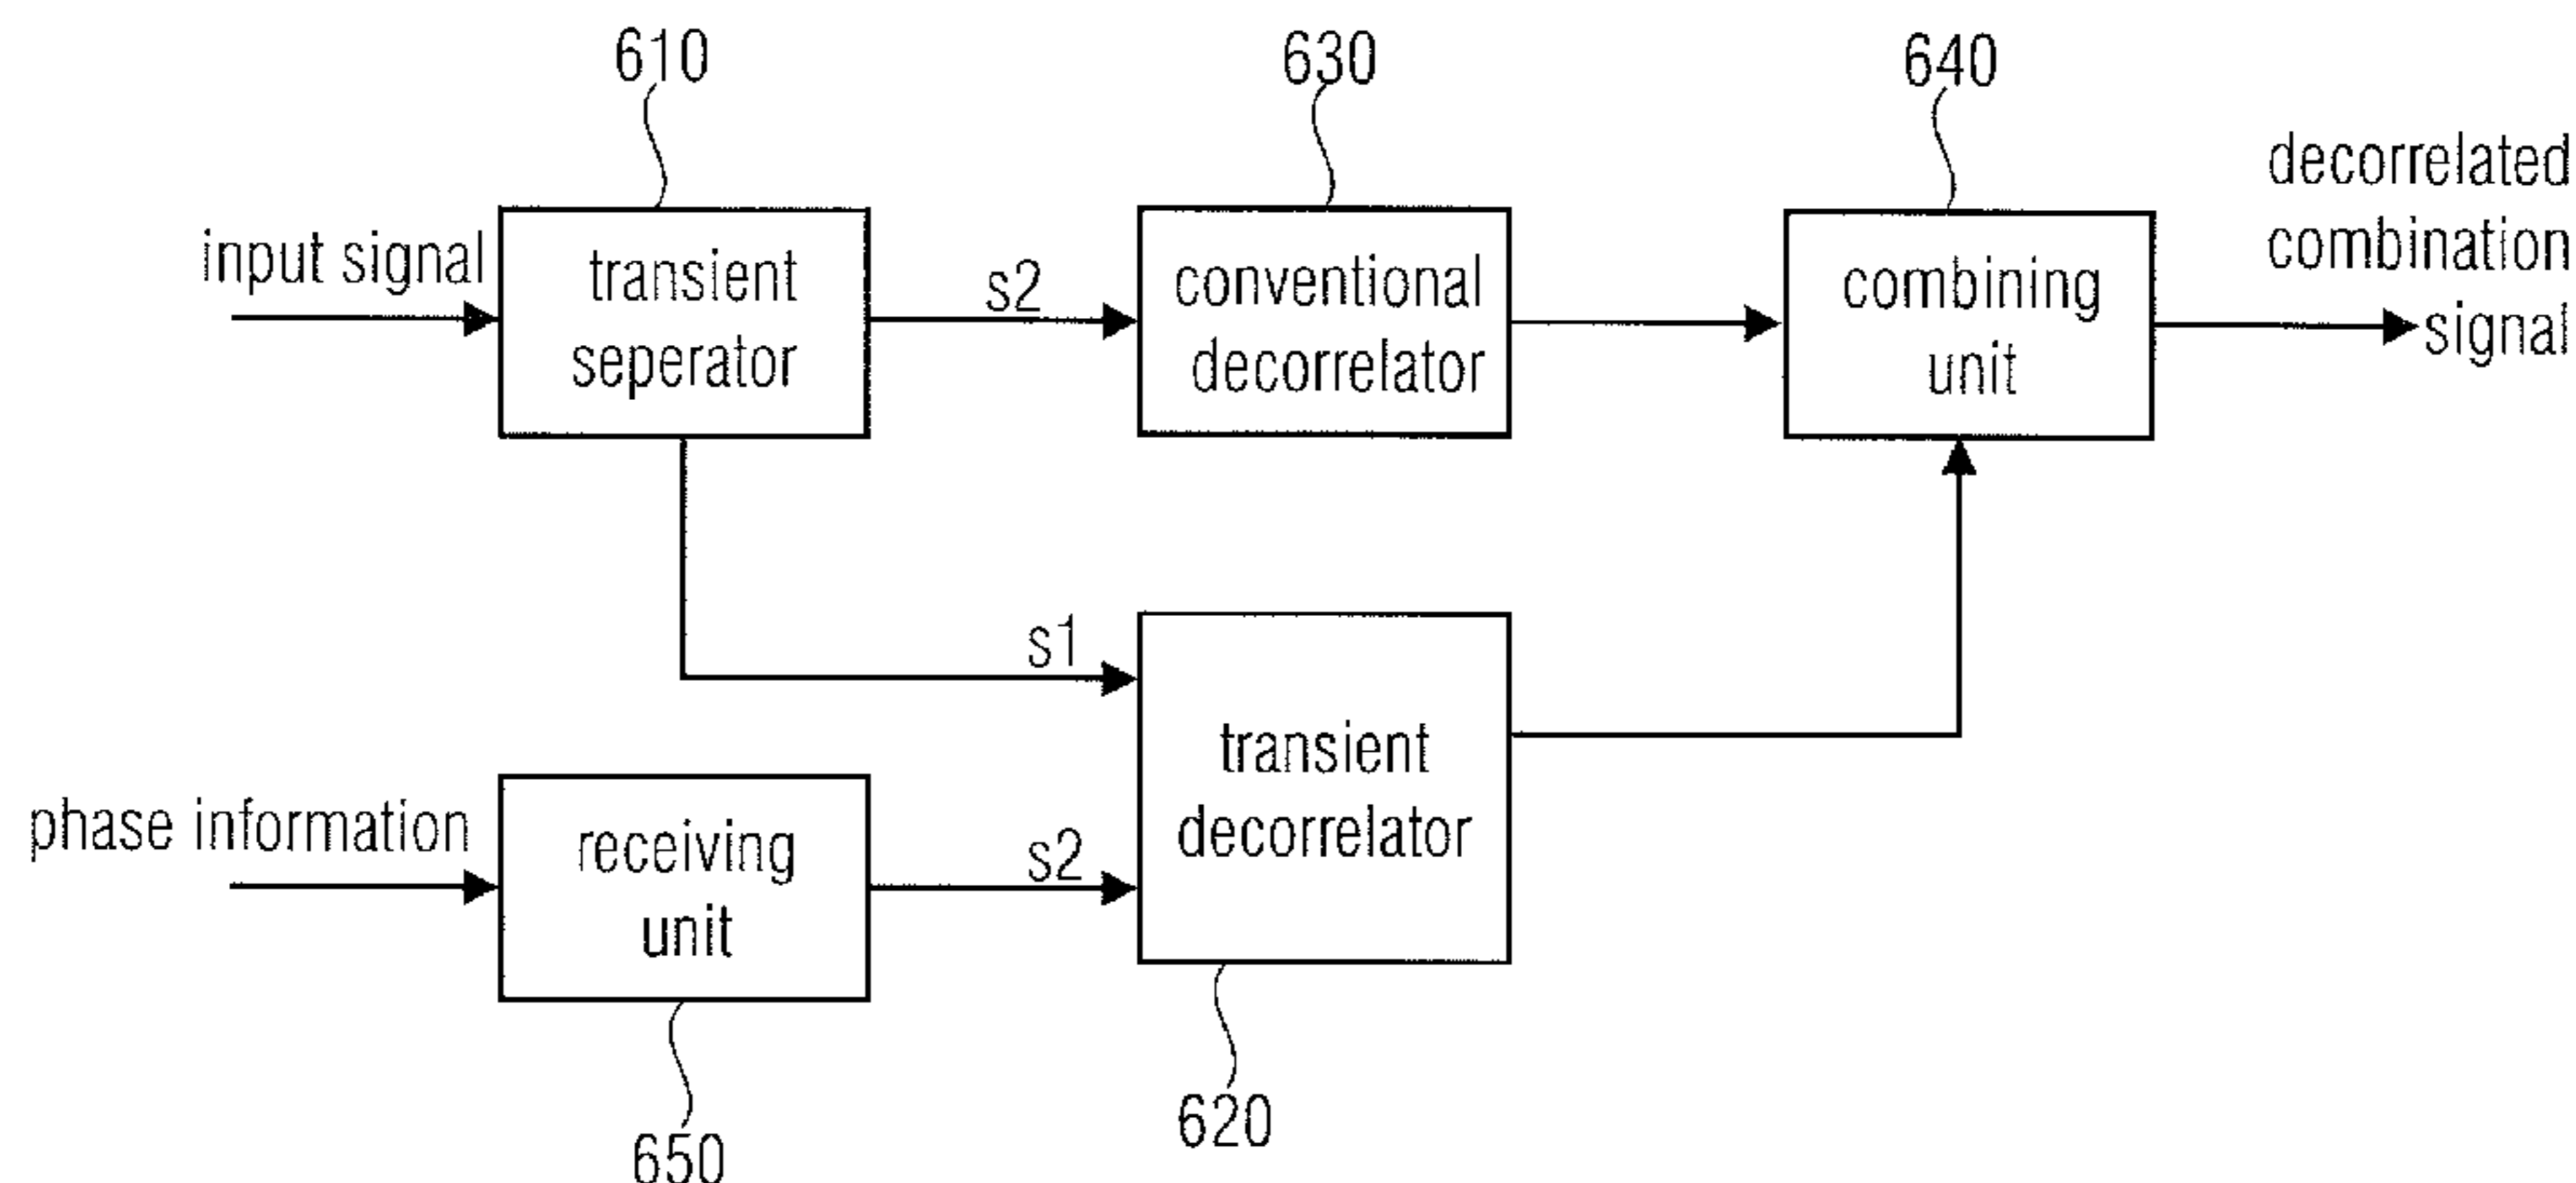 610
630
640
input signal
transient
seperator
s2
conventional
decorrelator
combining
unit
decorrelated
combination
signal
s1
phase information
receiving
unit
s2
transient
decorrelator
650
620